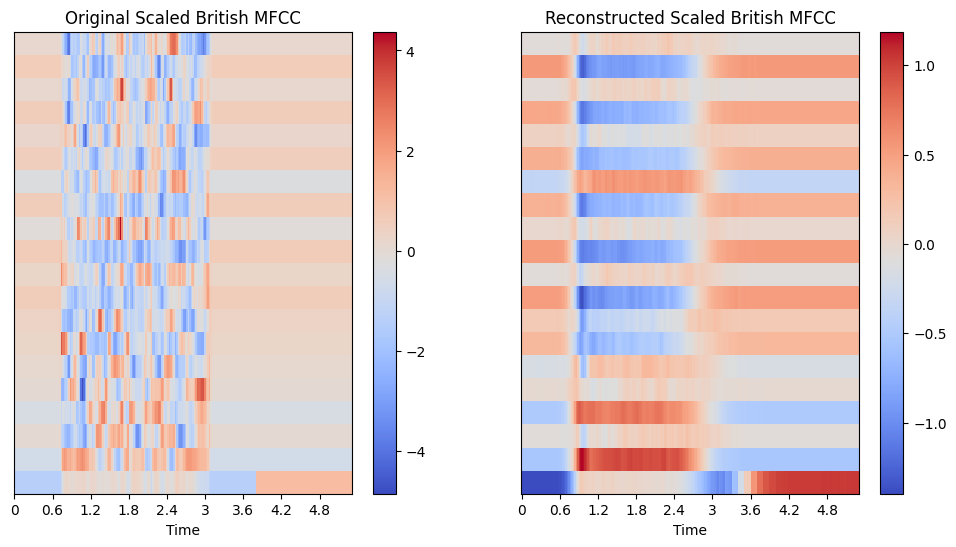 Original Scaled British MFCC
Reconstructed Scaled British MFCC
4
2
0
−2
−4
1.0
0.5
0.0
−0.5
−1.0
0 0.6 1.2 1.8 2.4 3 3.6 4.2 4.8
0 0.6 1.2 1.8 2.4 3 3.6 4.2 4.8
Time
Time